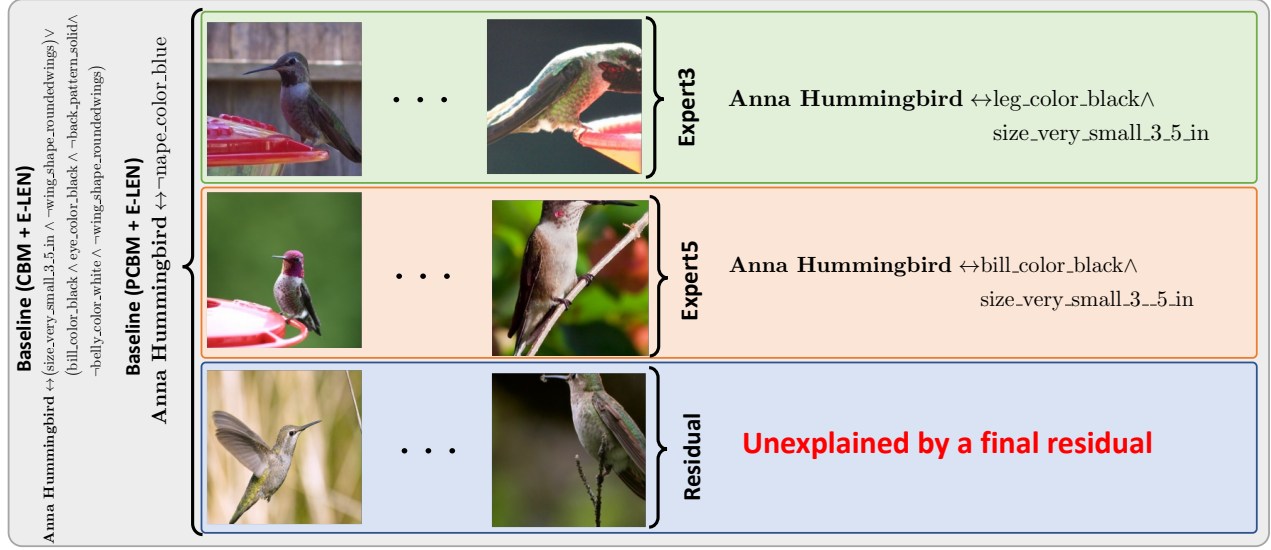 Baseline (CBM + E-LEN)
Anna Hummingbird ↔(size_very_small_3_5_in ∧ ¬wing_shape_roundedwings)∨
(bill_color_black ∧ eye_color_black ∧ ¬back_pattern_solid∧
¬belly_color_white ∧ ¬wing_shape_roundedwings)
Baseline (PCBM + E-LEN)
Anna Hummingbird ↔¬nape_color_blue
Expert3
Anna Hummingbird ↔leg_color_black∧
size_very_small_3_5_in
Expert5
Anna Hummingbird ↔bill_color_black∧
size_very_small_3__5_in
Residual
Unexplained by a final residual